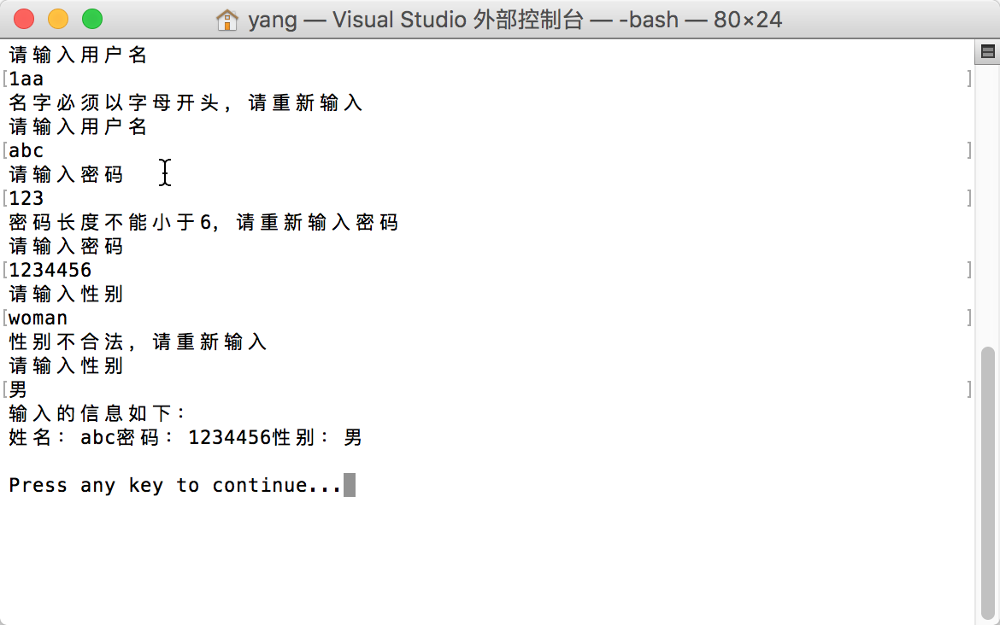 yang — Visual Studio 外部控制台 — -bash — 80×24
请输入用户名
1aa
名字必须以字母开头，请重新输入
请输入用户名
abc
请输入密码
123
密码长度不能小于6，请重新输入密码
请输入密码
1234456
请输入性别
woman
性别不合法，请重新输入
请输入性别
男
输入的信息如下：
姓名：abc密码：1234456性别：男
Press any key to continue...